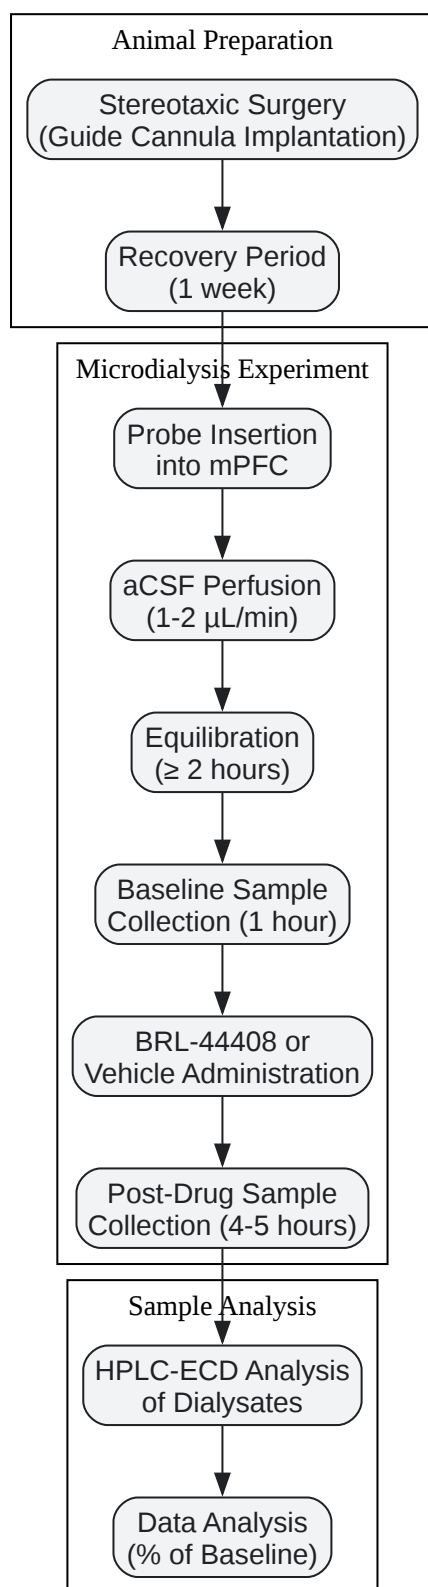 Animal Preparation
Stereotaxic Surgery
(Guide Cannula Implantation)
Recovery Period
(1 week)
Microdialysis Experiment
Probe Insertion
into mPFC
aCSF Perfusion
(1-2 µL/min)
Equilibration
(≥ 2 hours)
Baseline Sample
Collection (1 hour)
BRL-44408 or
Vehicle Administration
Post-Drug Sample
Collection (4-5 hours)
Sample Analysis
HPLC-ECD Analysis
of Dialysates
Data Analysis
(% of Baseline)